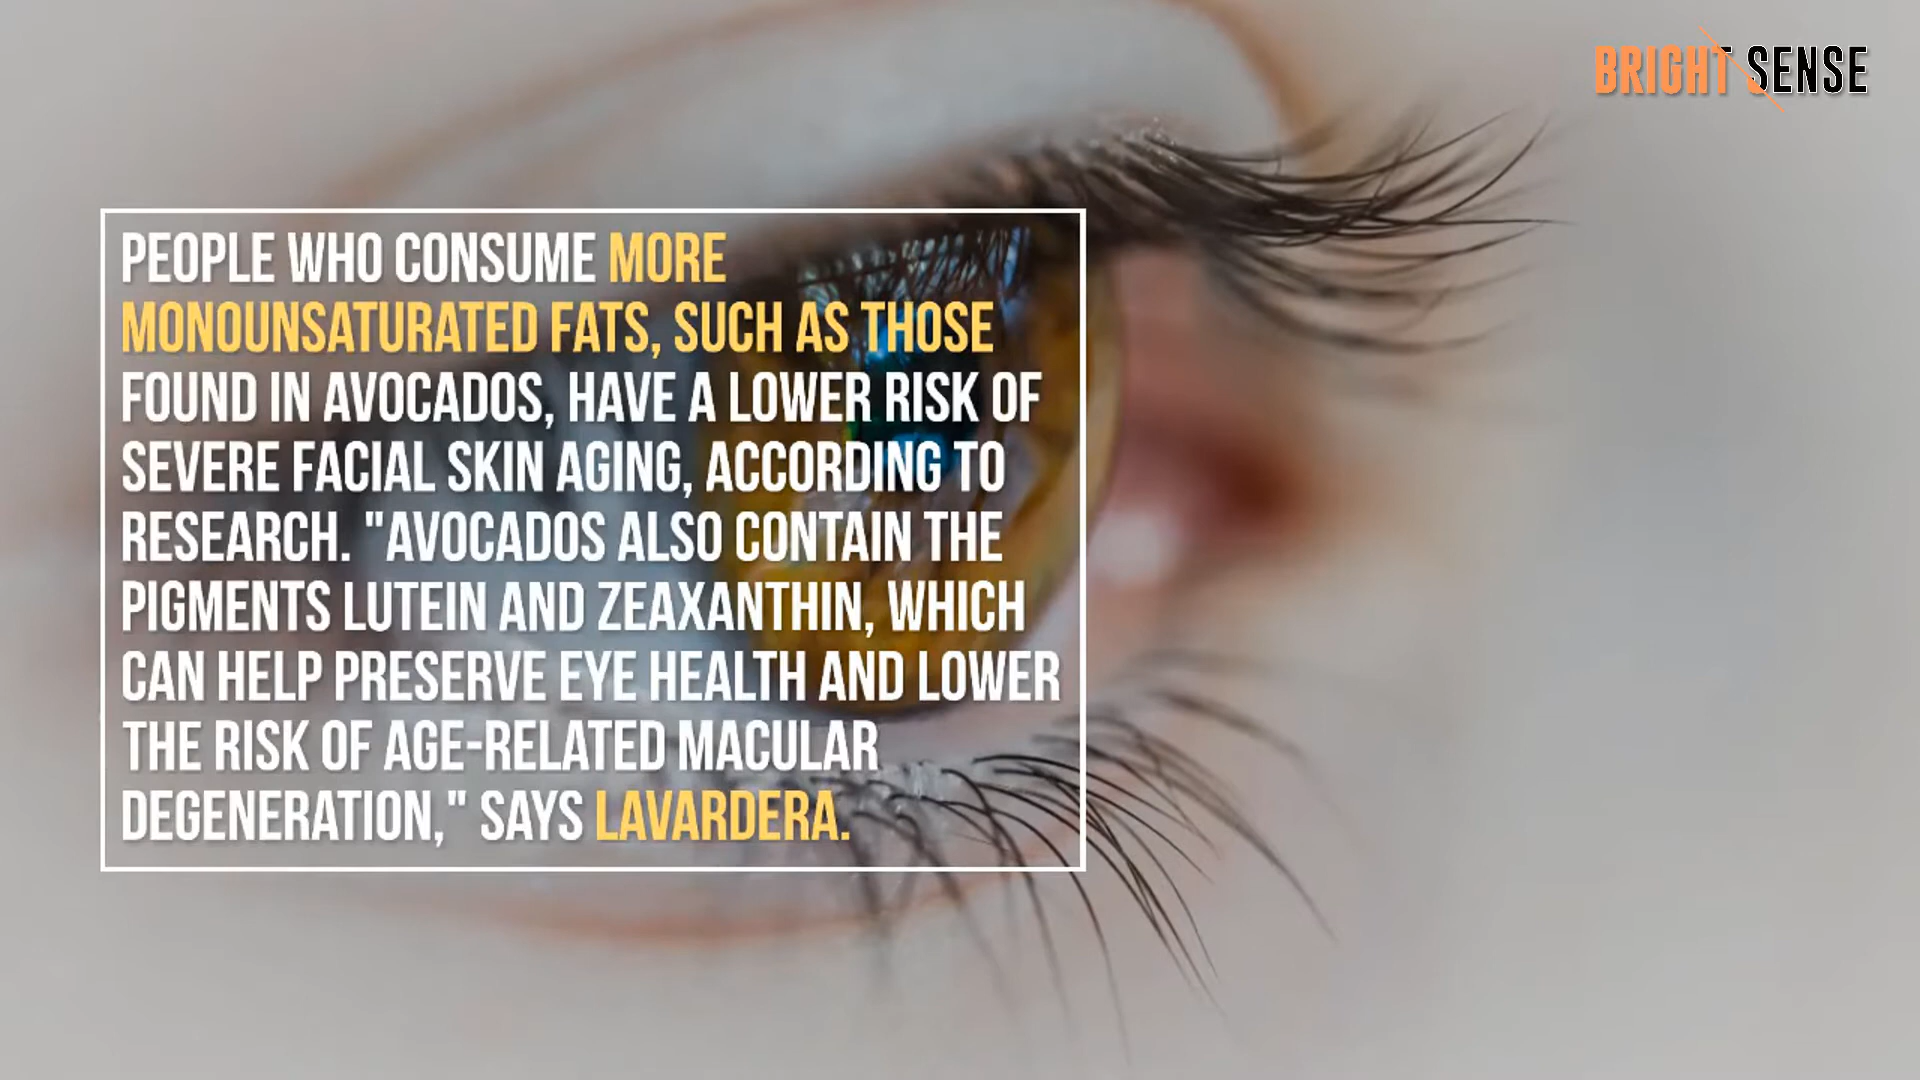 BRIGHT SENSE
PEOPLE WHO CONSUME MORE
MONOUNSATURATED FATS, SUCH AS THOSE
FOUND IN AVOCADOS, HAVE A LOWER RISK OF
SEVERE FACIAL SKIN AGING, ACCORDING TO
RESEARCH. "AVOCADOS ALSO CONTAIN THE
PIGMENTS LUTEIN AND ZEAXANTHIN, WHICH
CAN HELP PRESERVE EYE HEALTH AND LOWER
THE RISK OF AGE-RELATED MACULAR
DEGENERATION," SAYS LAVARDERA.